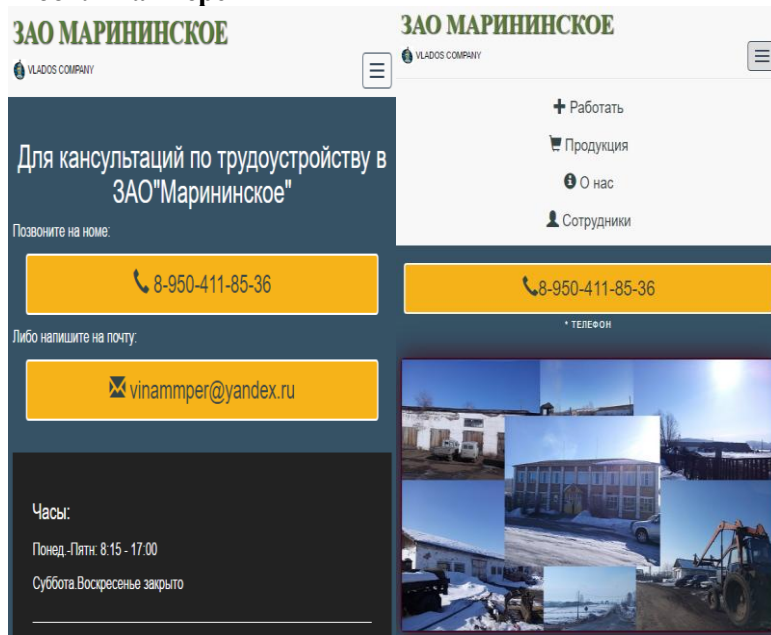 ЗАО МАРИНИНСКОЕ
VLADOS COMPANY
Для кансультаций по трудоустройству в
ЗАО"Марининское"
Позвоните на номе:
8-950-411-85-36
Либо напишите на почту:
vinammper@yandex.ru
Часы:
Понед.-Пятн: 8:15 - 17:00
Суббота.Воскресенье закрыто
ЗАО МАРИНИНСКОЕ
VLADOS COMPANY
Работать
Продукция
О нас
Сотрудники
8-950-411-85-36
* ТЕЛЕФОН